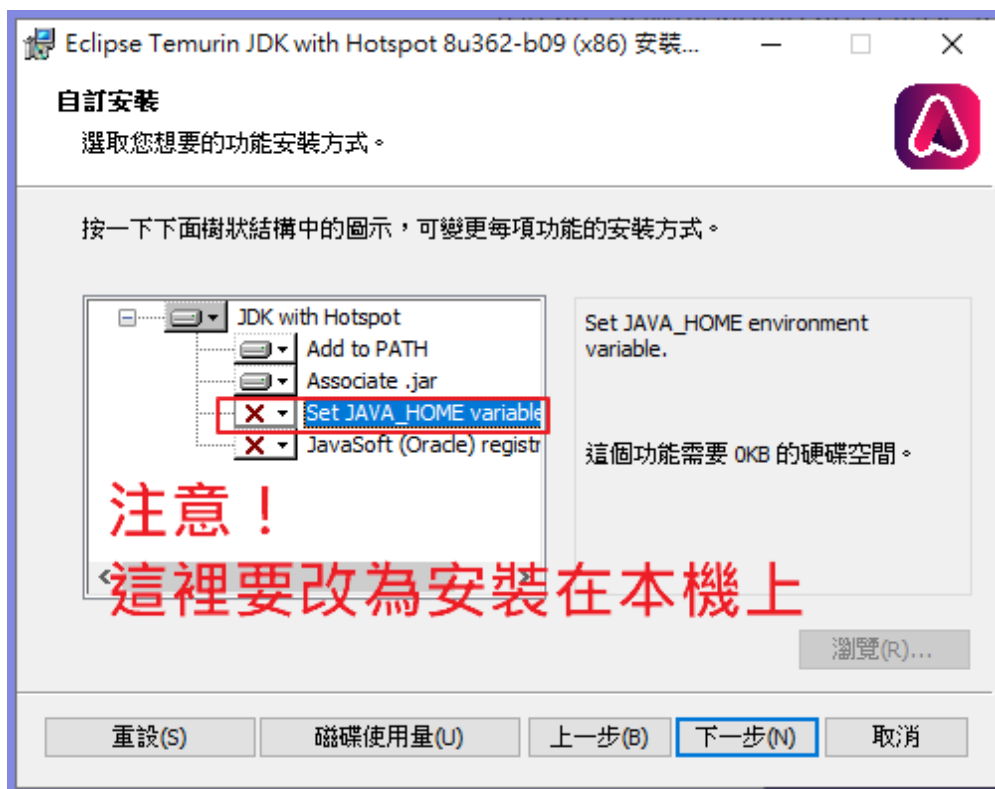 Eclipse Temurin JDK with Hotspot 8u362-b09 (x86) 安裝...
自訂安裝
選取您想要的功能安裝方式。
按一下下面樹狀結構中的圖示，可變更每項功能的安裝方式。
JDK with Hotspot
Add to PATH
Associate .jar
Set JAVA_HOME variable
JavaSoft (Oracle) registr
Set JAVA_HOME environment
variable.
這個功能需要 0KB 的硬碟空間。
注意！
這裡要改為安裝在本機上
瀏覽(R)...
重設(S)
磁碟使用量(U)
上一步(B)
下一步(N)
取消